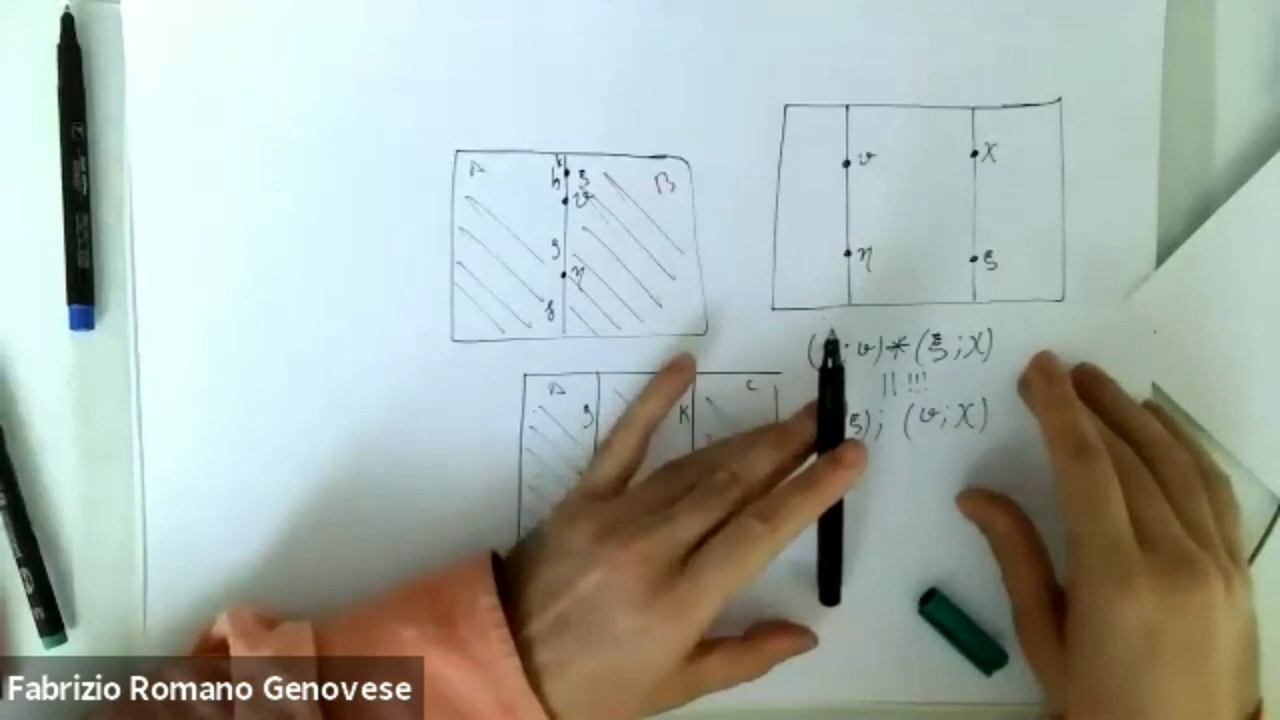 A
B
h
ξ
υ
g
η
f
υ
χ
η
ξ
A
g
K
C
;υ)*(ξ;χ)
||!!!
ξ); (υ;χ)
Fabrizio Romano Genovese